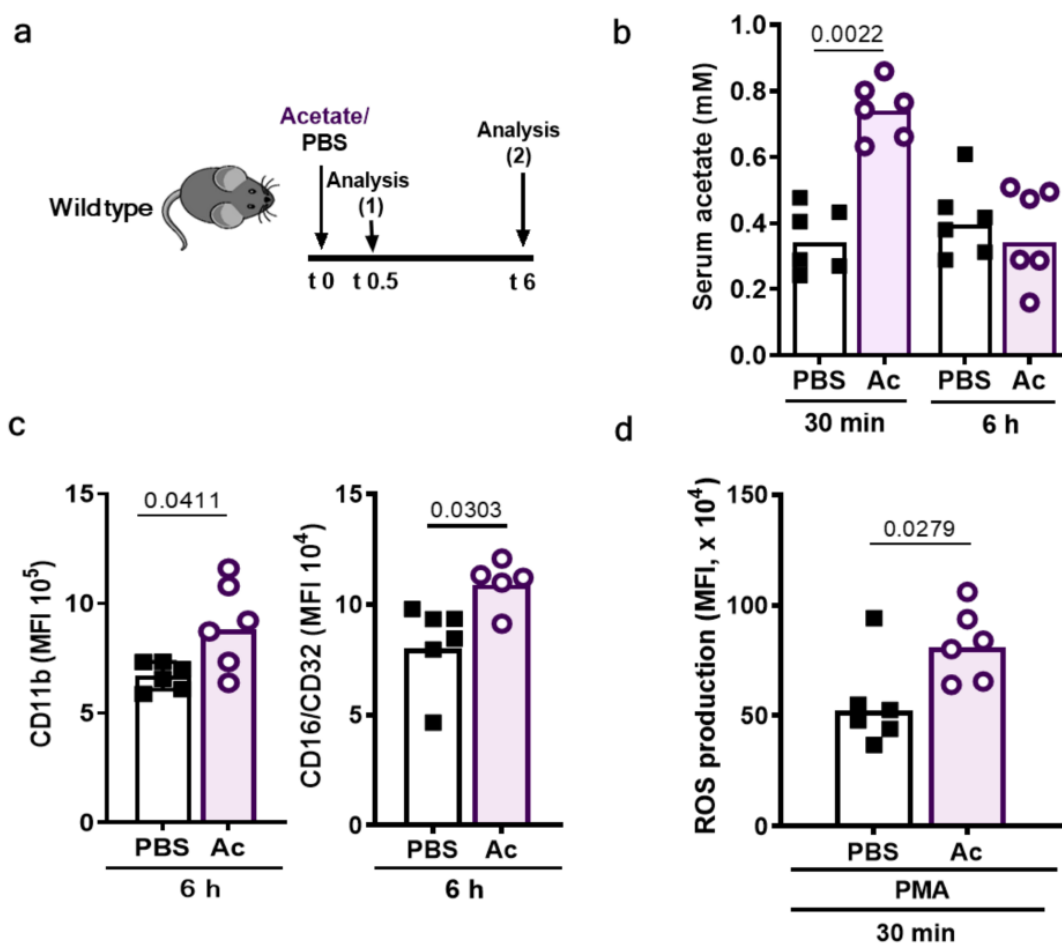 a
Acetate/
PBS
Wild type
Analysis
(1)
Analysis
(2)
t 0
t 0.5
t 6
b
Serum acetate (mM)
1.0
0.8
0.6
0.4
0.2
0.0
0.0022
PBS
Ac
PBS
Ac
30 min
6 h
c
CD11b (MFI 10⁵)
15
10
5
0
0.0411
PBS
Ac
6 h
CD16/CD32 (MFI 10⁴)
15
10
5
0
0.0303
PBS
Ac
6 h
d
ROS production (MFI, x 10⁴)
150
100
50
0
0.0279
PBS
Ac
PMA
30 min